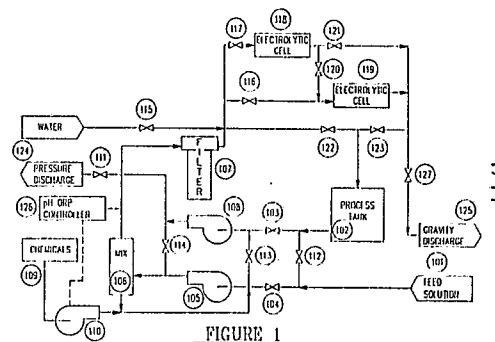 117
118
121
ELECTROLYTIC
CELL
119
120
116
ELECTROLYTIC
CELL
115
WATER
124
111
122
123
127
PRESSURE
DISCHARGE
FILTER
107
126
pH ORP
CONTROLLER
108
103
102
PROCESS
TANK
125
GRAVITY
DISCHARGE
CHEMICALS
114
113
112
101
109
MIX
106
105
104
FEED
SOLUTION
110
FIGURE 1